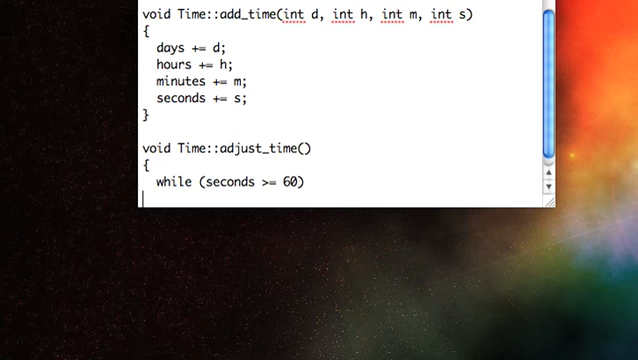 void Time::add_time(int d, int h, int m, int s)
{
days += d;
hours += h;
minutes += m;
seconds += s;
}
void Time::adjust_time()
{
while (seconds >= 60)